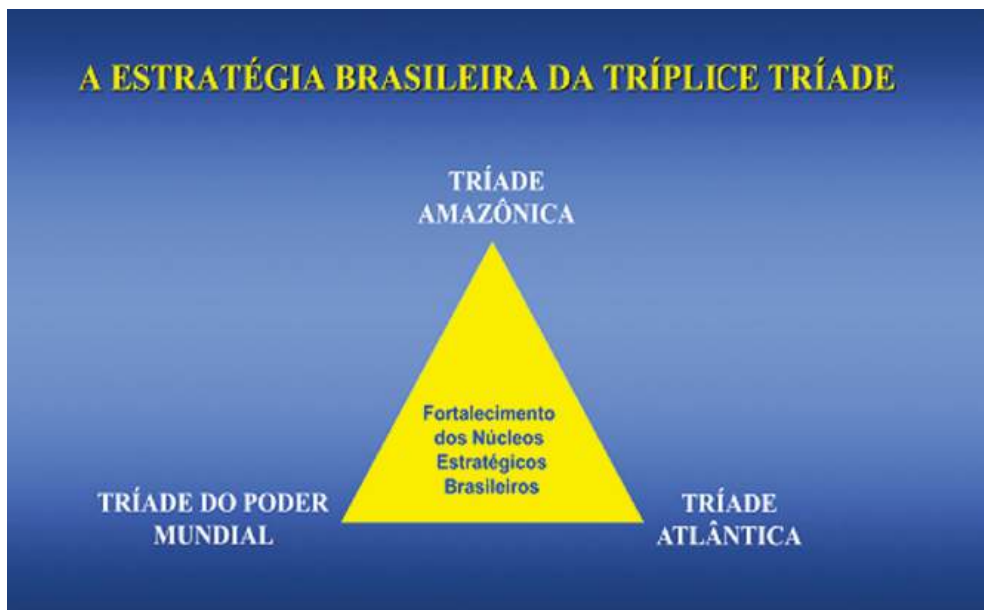 A ESTRATÉGIA BRASILEIRA DA TRÍPLICE TRÍADE
TRÍADE
AMAZÔNICA
Fortalecimento
dos Núcleos
Estratégicos
Brasileiros
TRÍADE DO PODER
MUNDIAL
TRÍADE
ATLÂNTICA